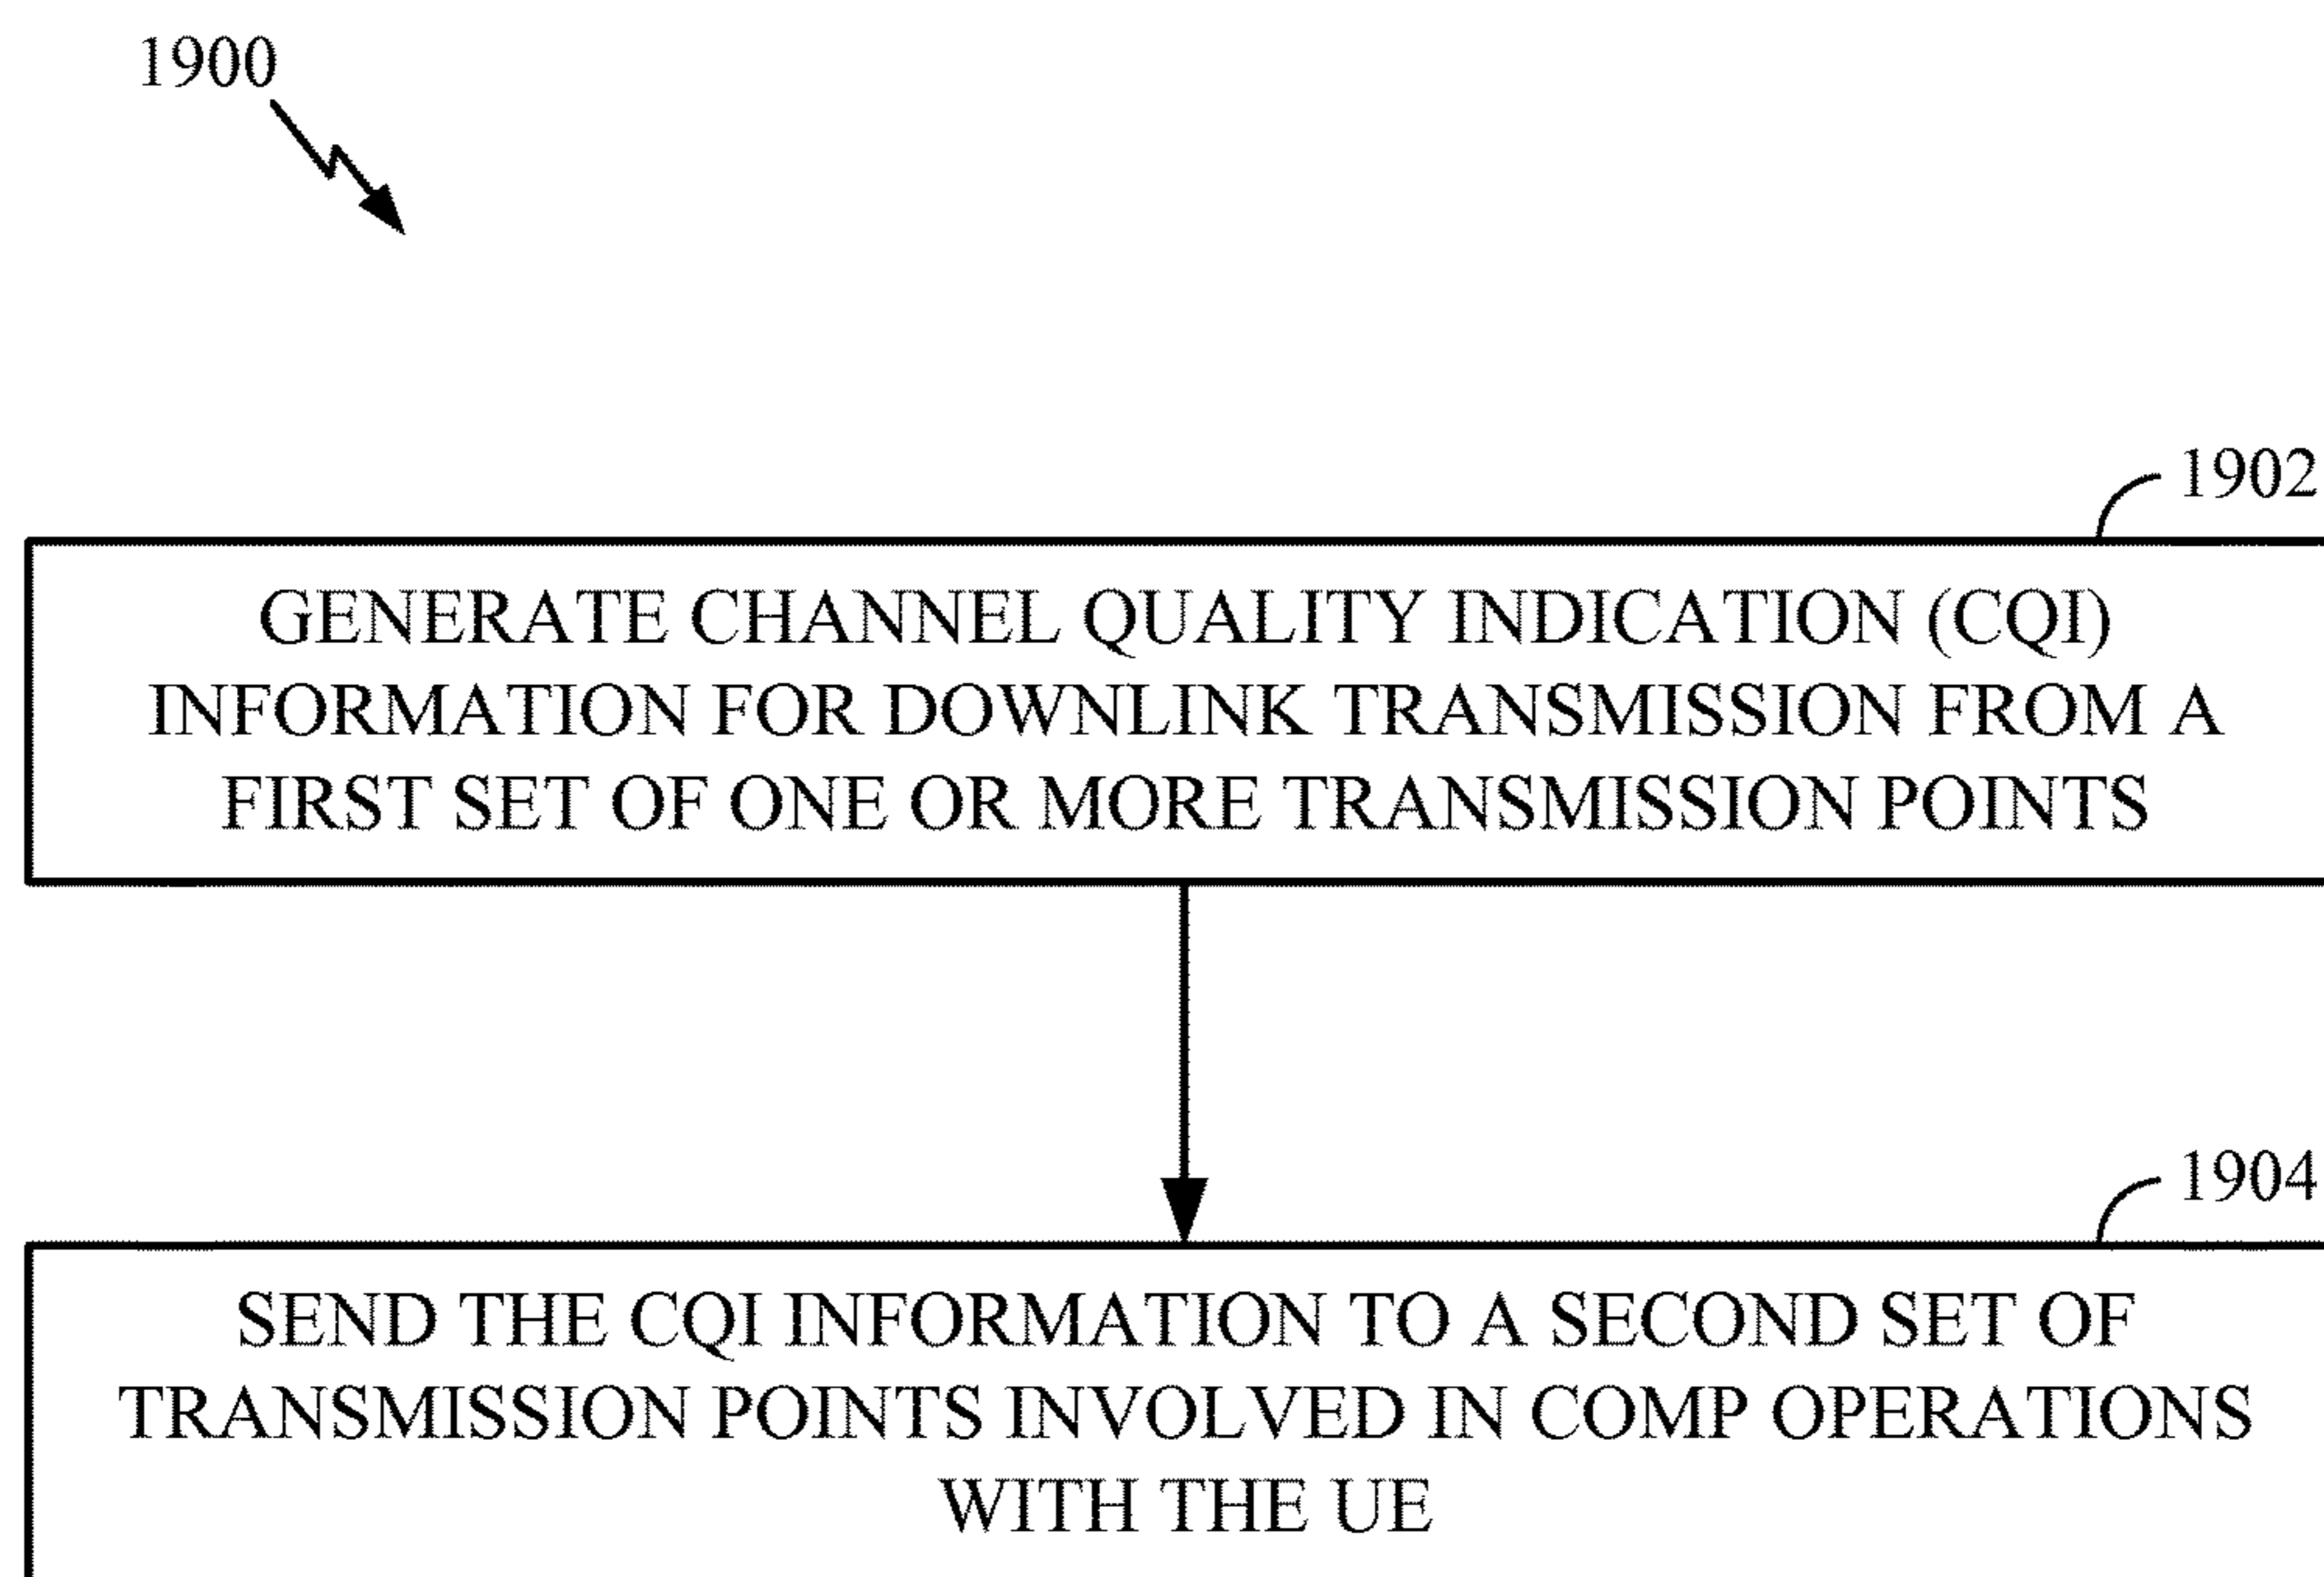 1900
1902
GENERATE CHANNEL QUALITY INDICATION (CQI)
INFORMATION FOR DOWNLINK TRANSMISSION FROM A
FIRST SET OF ONE OR MORE TRANSMISSION POINTS
1904
SEND THE CQI INFORMATION TO A SECOND SET OF
TRANSMISSION POINTS INVOLVED IN COMP OPERATIONS
WITH THE UE